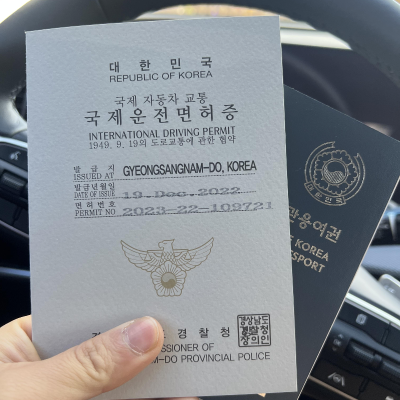 대 한 민 국
REPUBLIC OF KOREA
국제 자동차 교통
국제운전면허증
INTERNATIONAL DRIVING PERMIT
1949. 9. 19의 도로교통에 관한 협약
발 급 지
ISSUED AT GYEONGSANGNAM-DO, KOREA
발급년월일
DATE OF ISSUE 19.Dec.2022
면 허 번 호
PERMIT NO 2023-22-109721
경찰청
경상남도
경찰청
장의인
SSIONER OF
M-DO PROVINCIAL POLICE
대한민국
용여권
KOREA
SSPORT